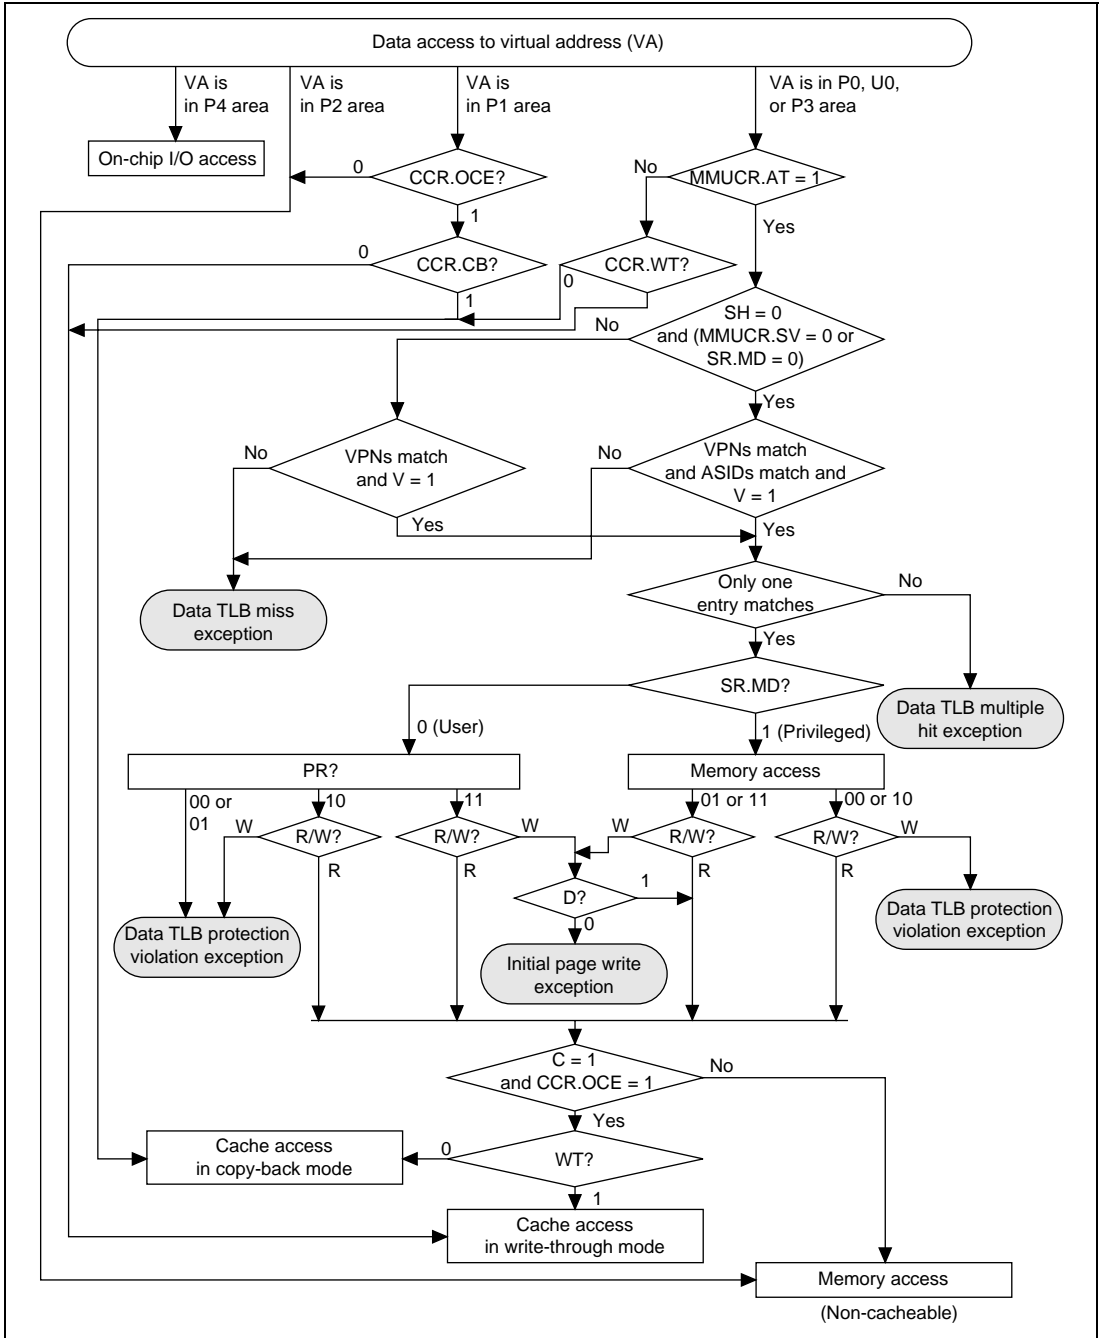 Data access to virtual address (VA)
VA is
in P4 area
VA is
in P2 area
VA is
in P1 area
VA is in P0, U0,
or P3 area
On-chip I/O access
0
CCR.OCE?
No
MMUCR.AT = 1
1
Yes
0
CCR.CB?
CCR.WT?
0
1
SH = 0
and (MMUCR.SV = 0 or
SR.MD = 0)
No
Yes
No
VPNs match
and V = 1
No
VPNs match
and ASIDs match and
V = 1
Yes
Yes
Only one
entry matches
No
Data TLB miss
exception
Yes
SR.MD?
Data TLB multiple
hit exception
0 (User)
1 (Privileged)
PR?
Memory access
00 or
01
10
11
01 or 11
00 or 10
W
R/W?
R/W?
W
W
R/W?
R/W?
W
R
R
R
R
D?
1
0
Data TLB protection
violation exception
Initial page write
exception
Data TLB protection
violation exception
C = 1
and CCR.OCE = 1
No
Yes
Cache access
in copy-back mode
0
WT?
1
Cache access
in write-through mode
Memory access
(Non-cacheable)